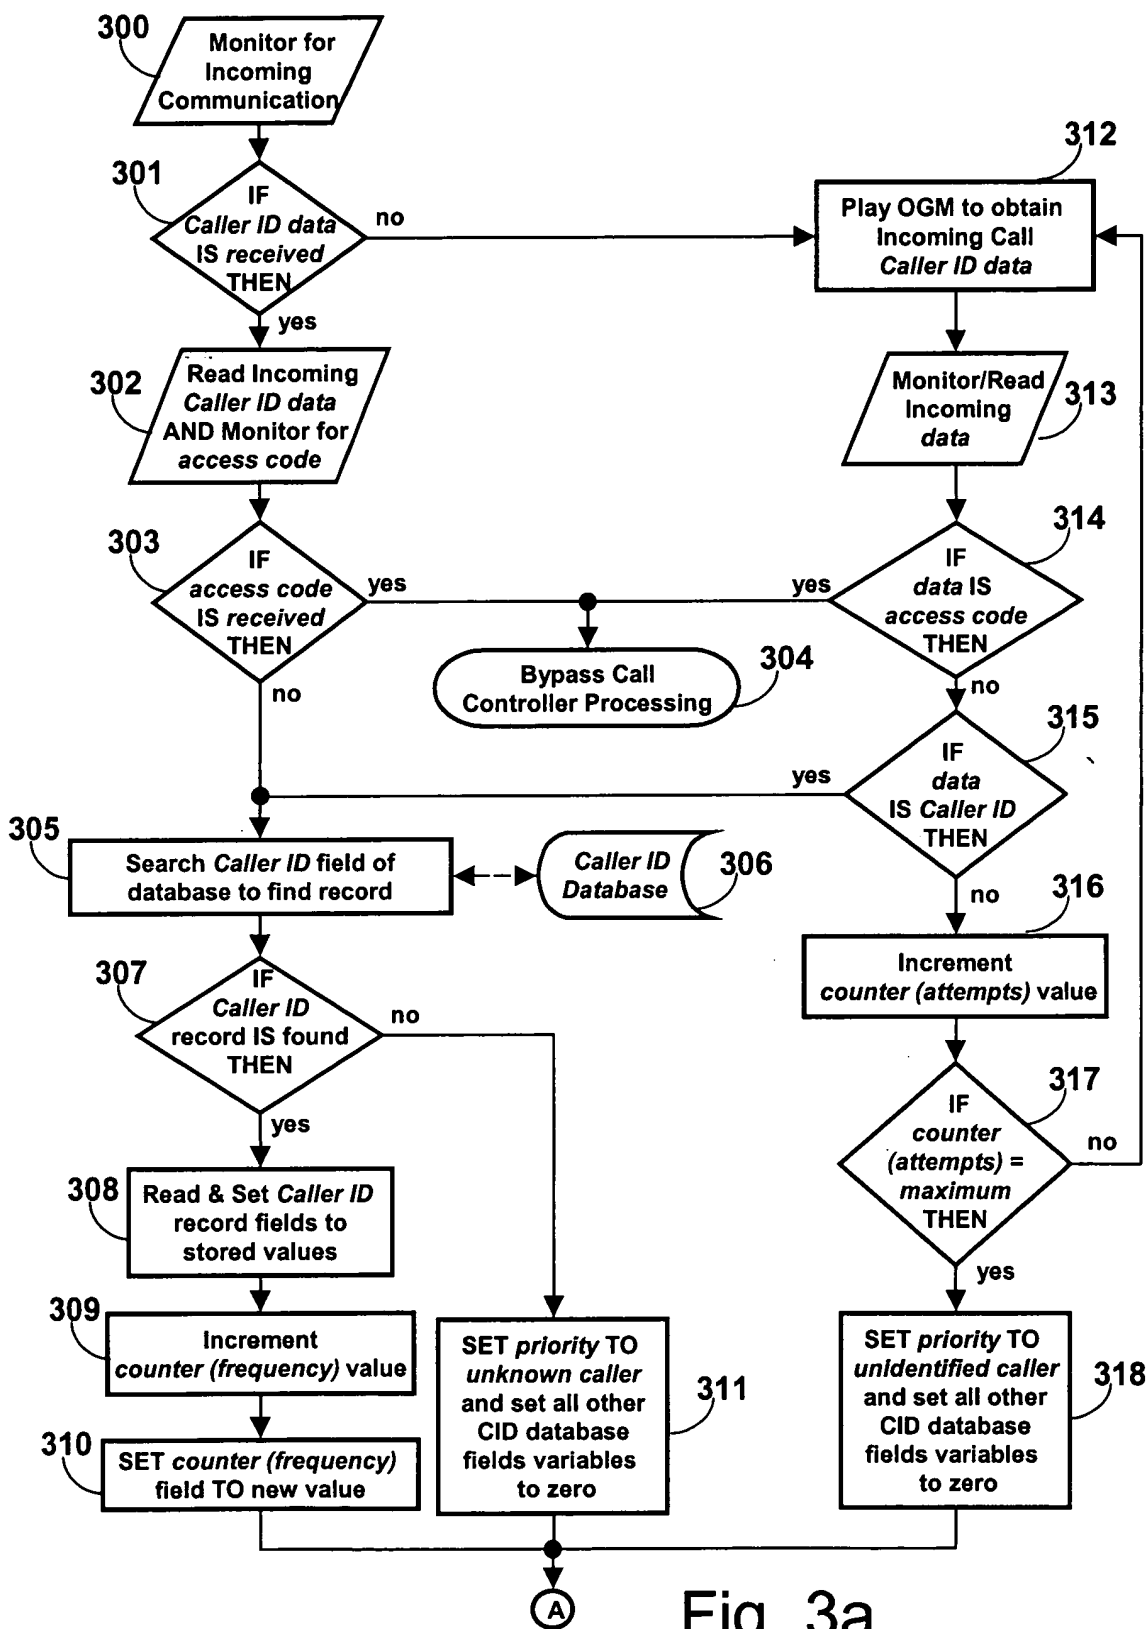 300
Monitor for
Incoming
Communication
301
IF
Caller ID data
IS received
THEN
no
yes
302
Read Incoming
Caller ID data
AND Monitor for
access code
303
IF
access code
IS received
THEN
yes
no
Bypass Call
Controller Processing
304
305
Search Caller ID field of
database to find record
Caller ID
Database
306
307
IF
Caller ID
record IS found
THEN
no
yes
308
Read & Set Caller ID
record fields to
stored values
309
Increment
counter (frequency) value
310
SET counter (frequency)
field TO new value
SET priority TO
unknown caller
and set all other
CID database
fields variables
to zero
311
312
Play OGM to obtain
Incoming Call
Caller ID data
Monitor/Read
Incoming
data
313
314
IF
data IS
access code
THEN
yes
no
315
IF
data
IS Caller ID
THEN
yes
no
316
Increment
counter (attempts) value
317
IF
counter
(attempts) =
maximum
THEN
no
yes
SET priority TO
unidentified caller
and set all other
CID database
fields variables
to zero
318
A
Fig. 3a